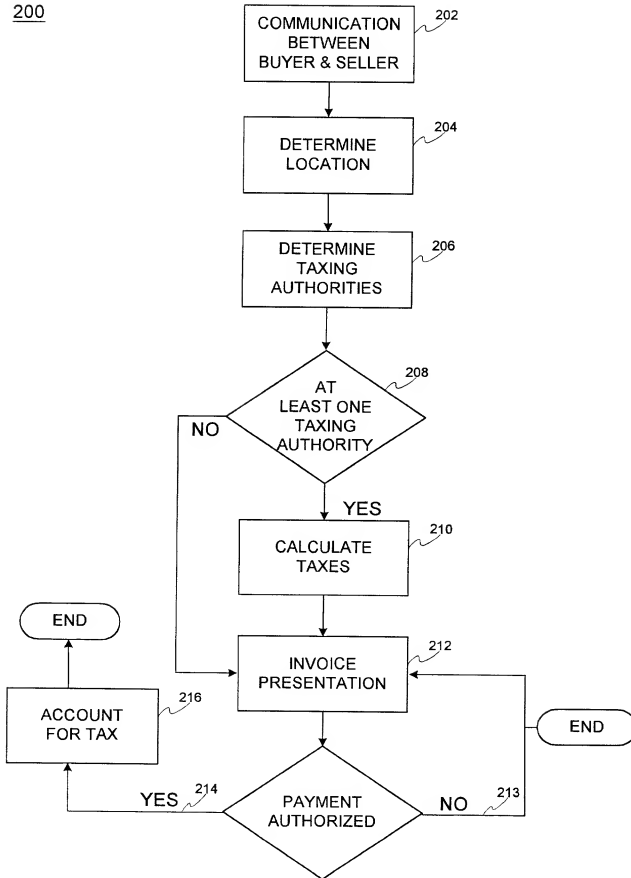 200
COMMUNICATION
BETWEEN
BUYER & SELLER
202
DETERMINE
LOCATION
204
DETERMINE
TAXING
AUTHORITIES
206
AT
LEAST ONE
TAXING
AUTHORITY
208
NO
YES
CALCULATE
TAXES
210
END
INVOICE
PRESENTATION
212
ACCOUNT
FOR TAX
216
END
YES
214
PAYMENT
AUTHORIZED
NO
213